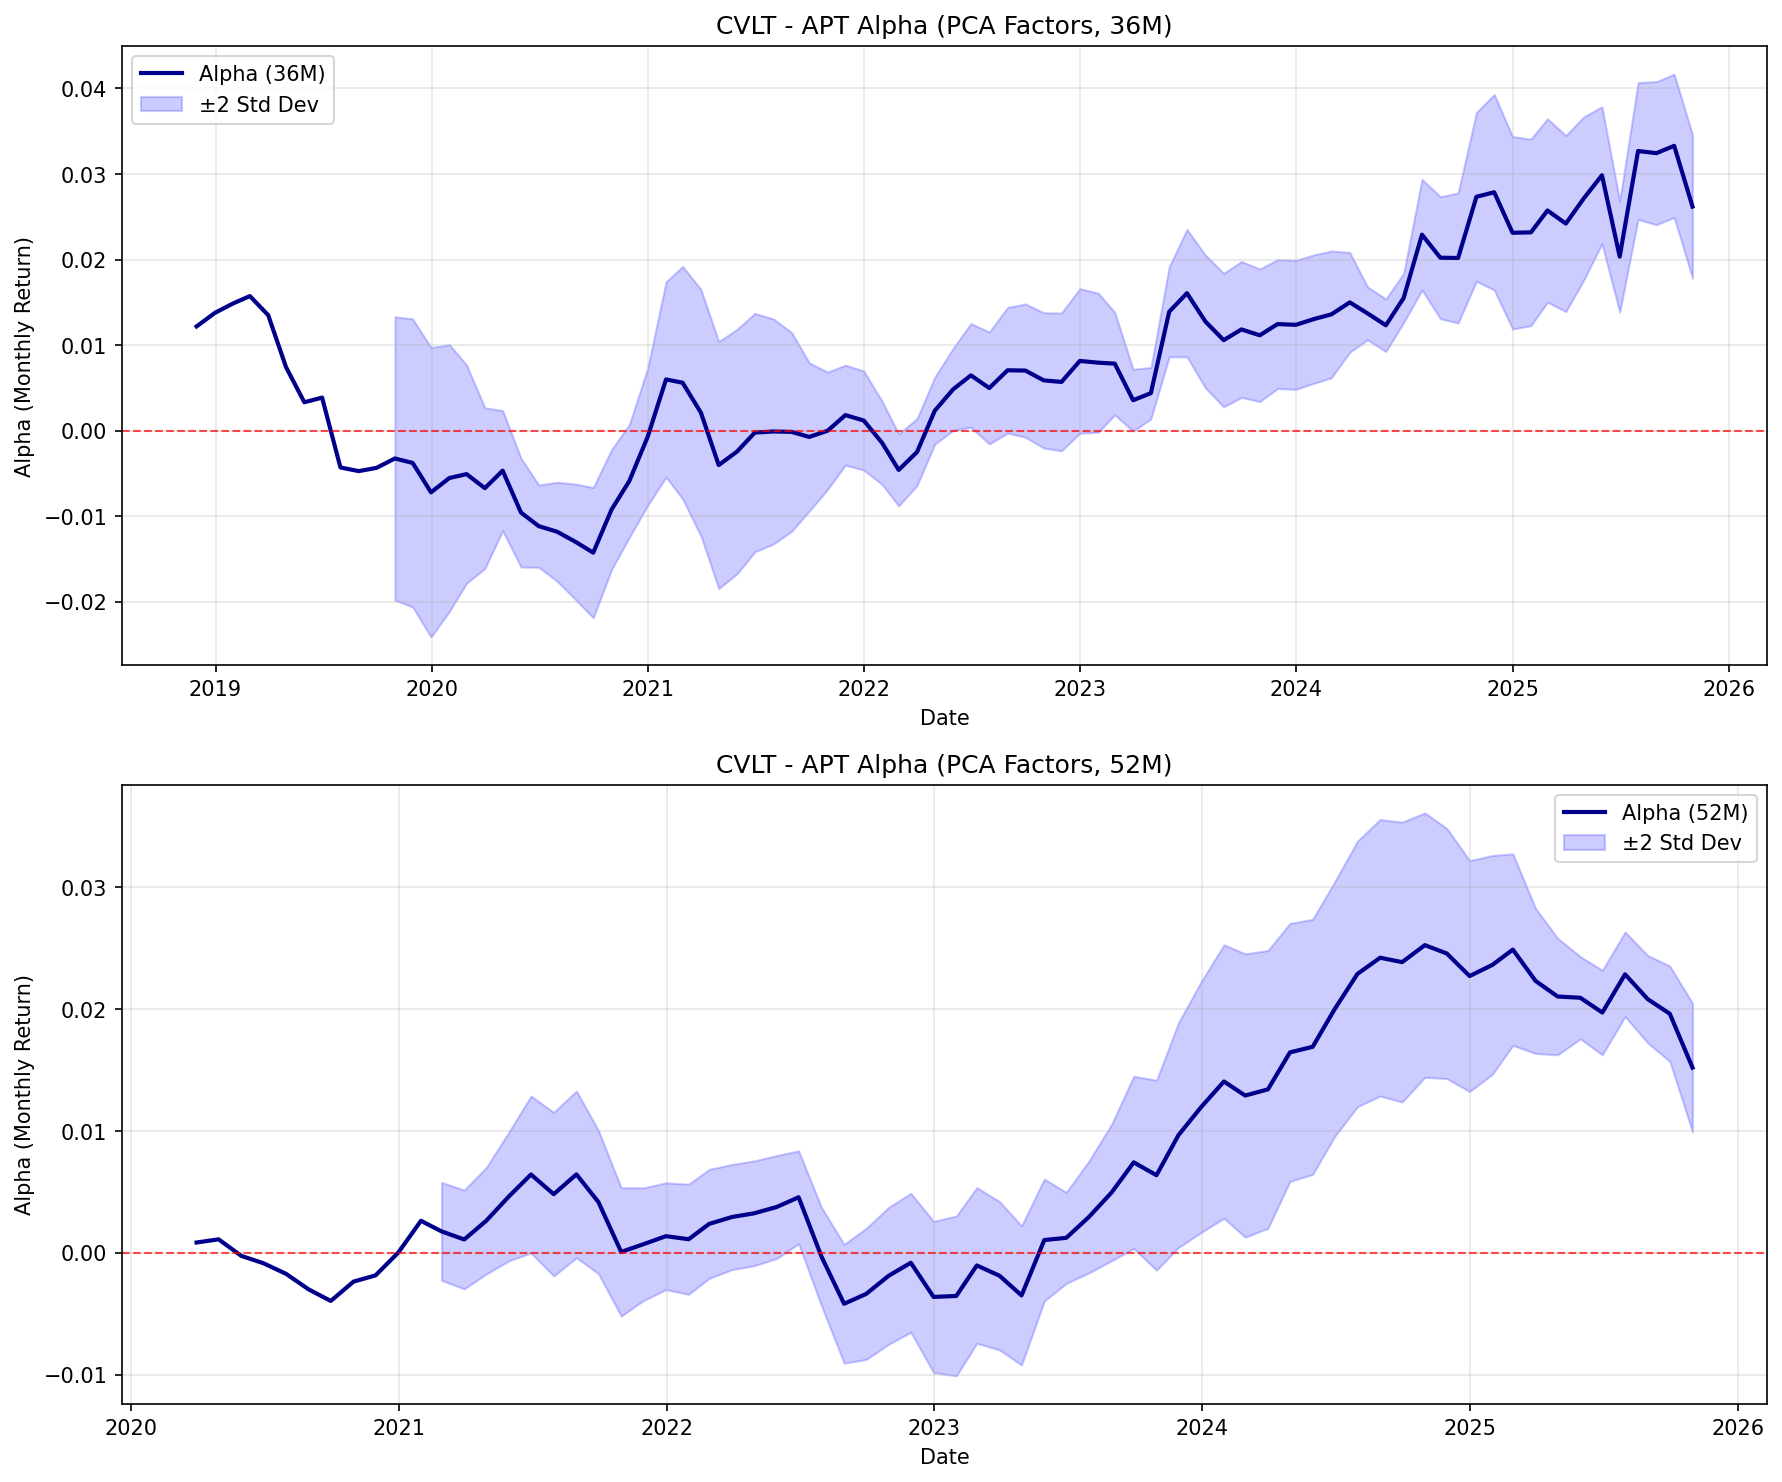 CVLT - APT Alpha (PCA Factors, 36M)
Alpha (36M)
±2 Std Dev
Alpha (Monthly Return)
0.04
0.03
0.02
0.01
0.00
−0.01
−0.02
2019 2020 2021 2022 2023 2024 2025 2026
Date
CVLT - APT Alpha (PCA Factors, 52M)
Alpha (52M)
±2 Std Dev
Alpha (Monthly Return)
0.03
0.02
0.01
0.00
−0.01
2020 2021 2022 2023 2024 2025 2026
Date